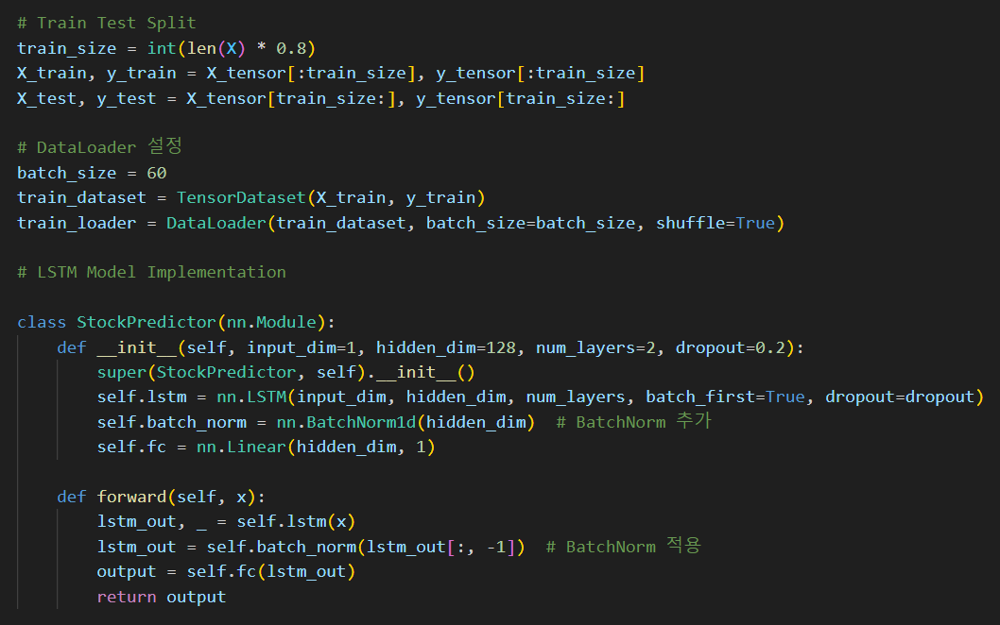 # Train Test Split
train_size = int(len(X) * 0.8)
X_train, y_train = X_tensor[:train_size], y_tensor[:train_size]
X_test, y_test = X_tensor[train_size:], y_tensor[train_size:]
# DataLoader 설정
batch_size = 60
train_dataset = TensorDataset(X_train, y_train)
train_loader = DataLoader(train_dataset, batch_size=batch_size, shuffle=True)
# LSTM Model Implementation
class StockPredictor(nn.Module):
def __init__(self, input_dim=1, hidden_dim=128, num_layers=2, dropout=0.2):
super(StockPredictor, self).__init__()
self.lstm = nn.LSTM(input_dim, hidden_dim, num_layers, batch_first=True, dropout=dropout)
self.batch_norm = nn.BatchNorm1d(hidden_dim)  # BatchNorm 추가
self.fc = nn.Linear(hidden_dim, 1)
def forward(self, x):
lstm_out, _ = self.lstm(x)
lstm_out = self.batch_norm(lstm_out[:, -1])  # BatchNorm 적용
output = self.fc(lstm_out)
return output